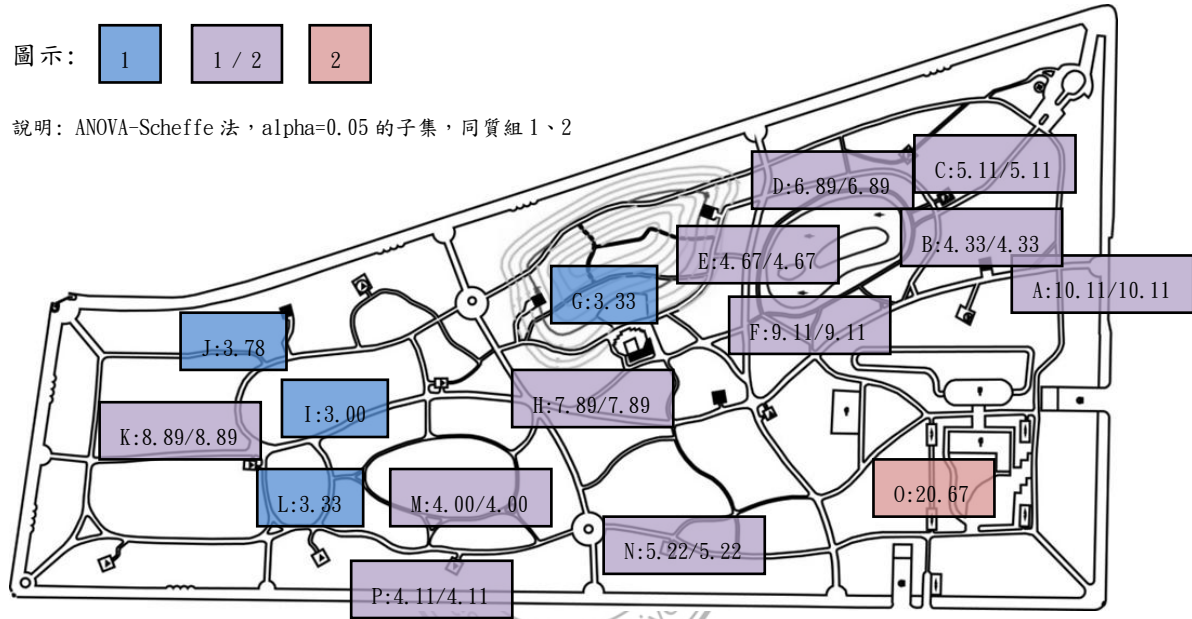 圖示: 1 1 / 2 2
說明: ANOVA-Scheffe 法，alpha=0.05 的子集，同質組 1、2
C:5.11/5.11
D:6.89/6.89
B:4.33/4.33
E:4.67/4.67
A:10.11/10.11
G:3.33
F:9.11/9.11
J:3.78
H:7.89/7.89
I:3.00
K:8.89/8.89
O:20.67
L:3.33
M:4.00/4.00
N:5.22/5.22
P:4.11/4.11